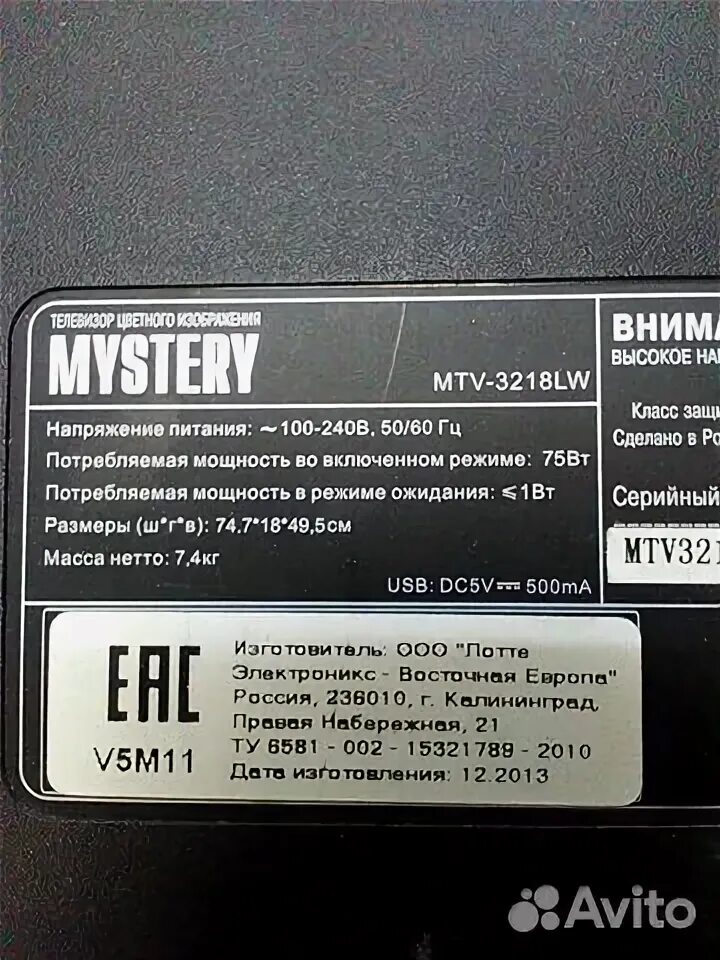 ТЕЛЕВИЗОР ЦВЕТНОГО ИЗОБРАЖЕНИЯ
MYSTERY
MTV-3218LW
Напряжение питания: ~100-240В, 50/60 Гц
Потребляемая мощность во включенном режиме: 75Вт
Потребляемая мощность в режиме ожидания: ⩽1Вт
Размеры (ш*г*в): 74.7*18*49,5см
Масса нетто: 7,4кг
USB: DC5V⎓500mA
ВНИМА
ВЫСОКОЕ НА
Класс защи
Сделано в Ро
Серийный
MTV321
EAC
V5M11
Изготовитель: ООО "Лотте
Электроникс - Восточная Европа"
Россия, 236010, г. Калининград,
Правая Набережная, 21
ТУ 6581 - 002 - 15321789 - 2010
Дата изготовления: 12.2013
Avito